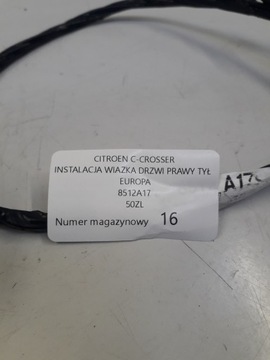 CITROEN C-CROSSER
INSTALACJA WIAZKA DRZWI PRAWY TYŁ
EUROPA
8512A17
50ZL
Numer magazynowy 16